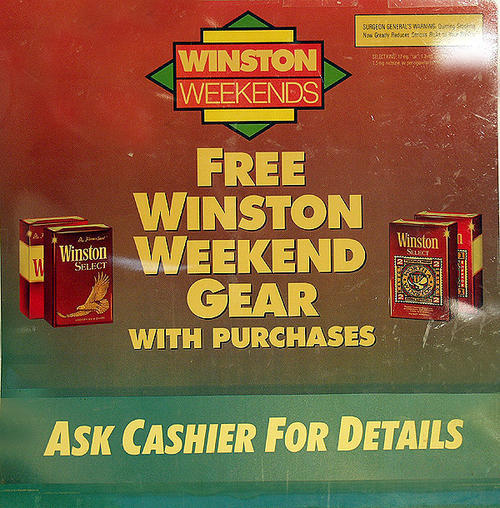 SURGEON GENERAL'S WARNING: Quitting Smoking
Now Greatly Reduces Serious Risks to Your Health.
WINSTON
WEEKENDS
FREE
WINSTON
WEEKEND
GEAR
WITH PURCHASES
W
Winston
SELECT
Winston
SELECT
ASK CASHIER FOR DETAILS